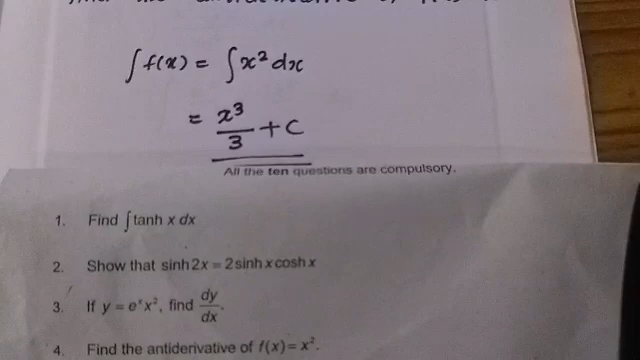 ∫f(x) = ∫x² dx
= x³/3 + C
All the ten questions are compulsory.
1. Find ∫tanh x dx
2. Show that sinh 2x = 2 sinh x cosh x
3. If y = eˣx², find dy/dx.
4. Find the antiderivative of f(x) = x².